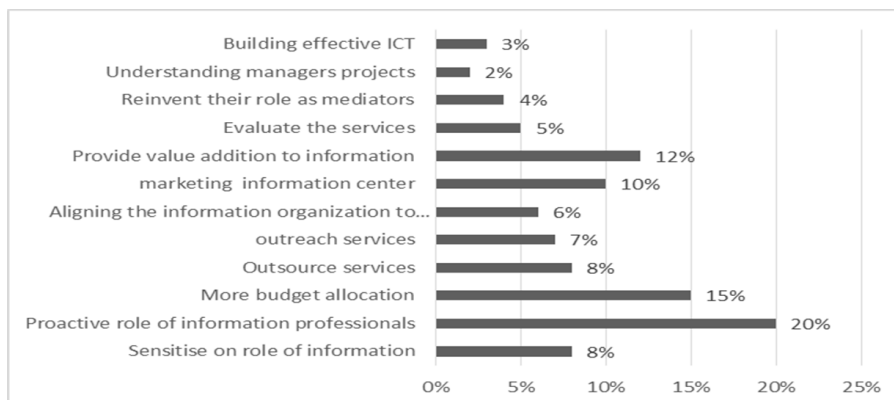 Building effective ICT 3%
Understanding managers projects 2%
Reinvent their role as mediators 4%
Evaluate the services 5%
Provide value addition to information 12%
marketing information center 10%
Aligning the information organization to... 6%
outreach services 7%
Outsource services 8%
More budget allocation 15%
Proactive role of information professionals 20%
Sensitise on role of information 8%
0% 5% 10% 15% 20% 25%